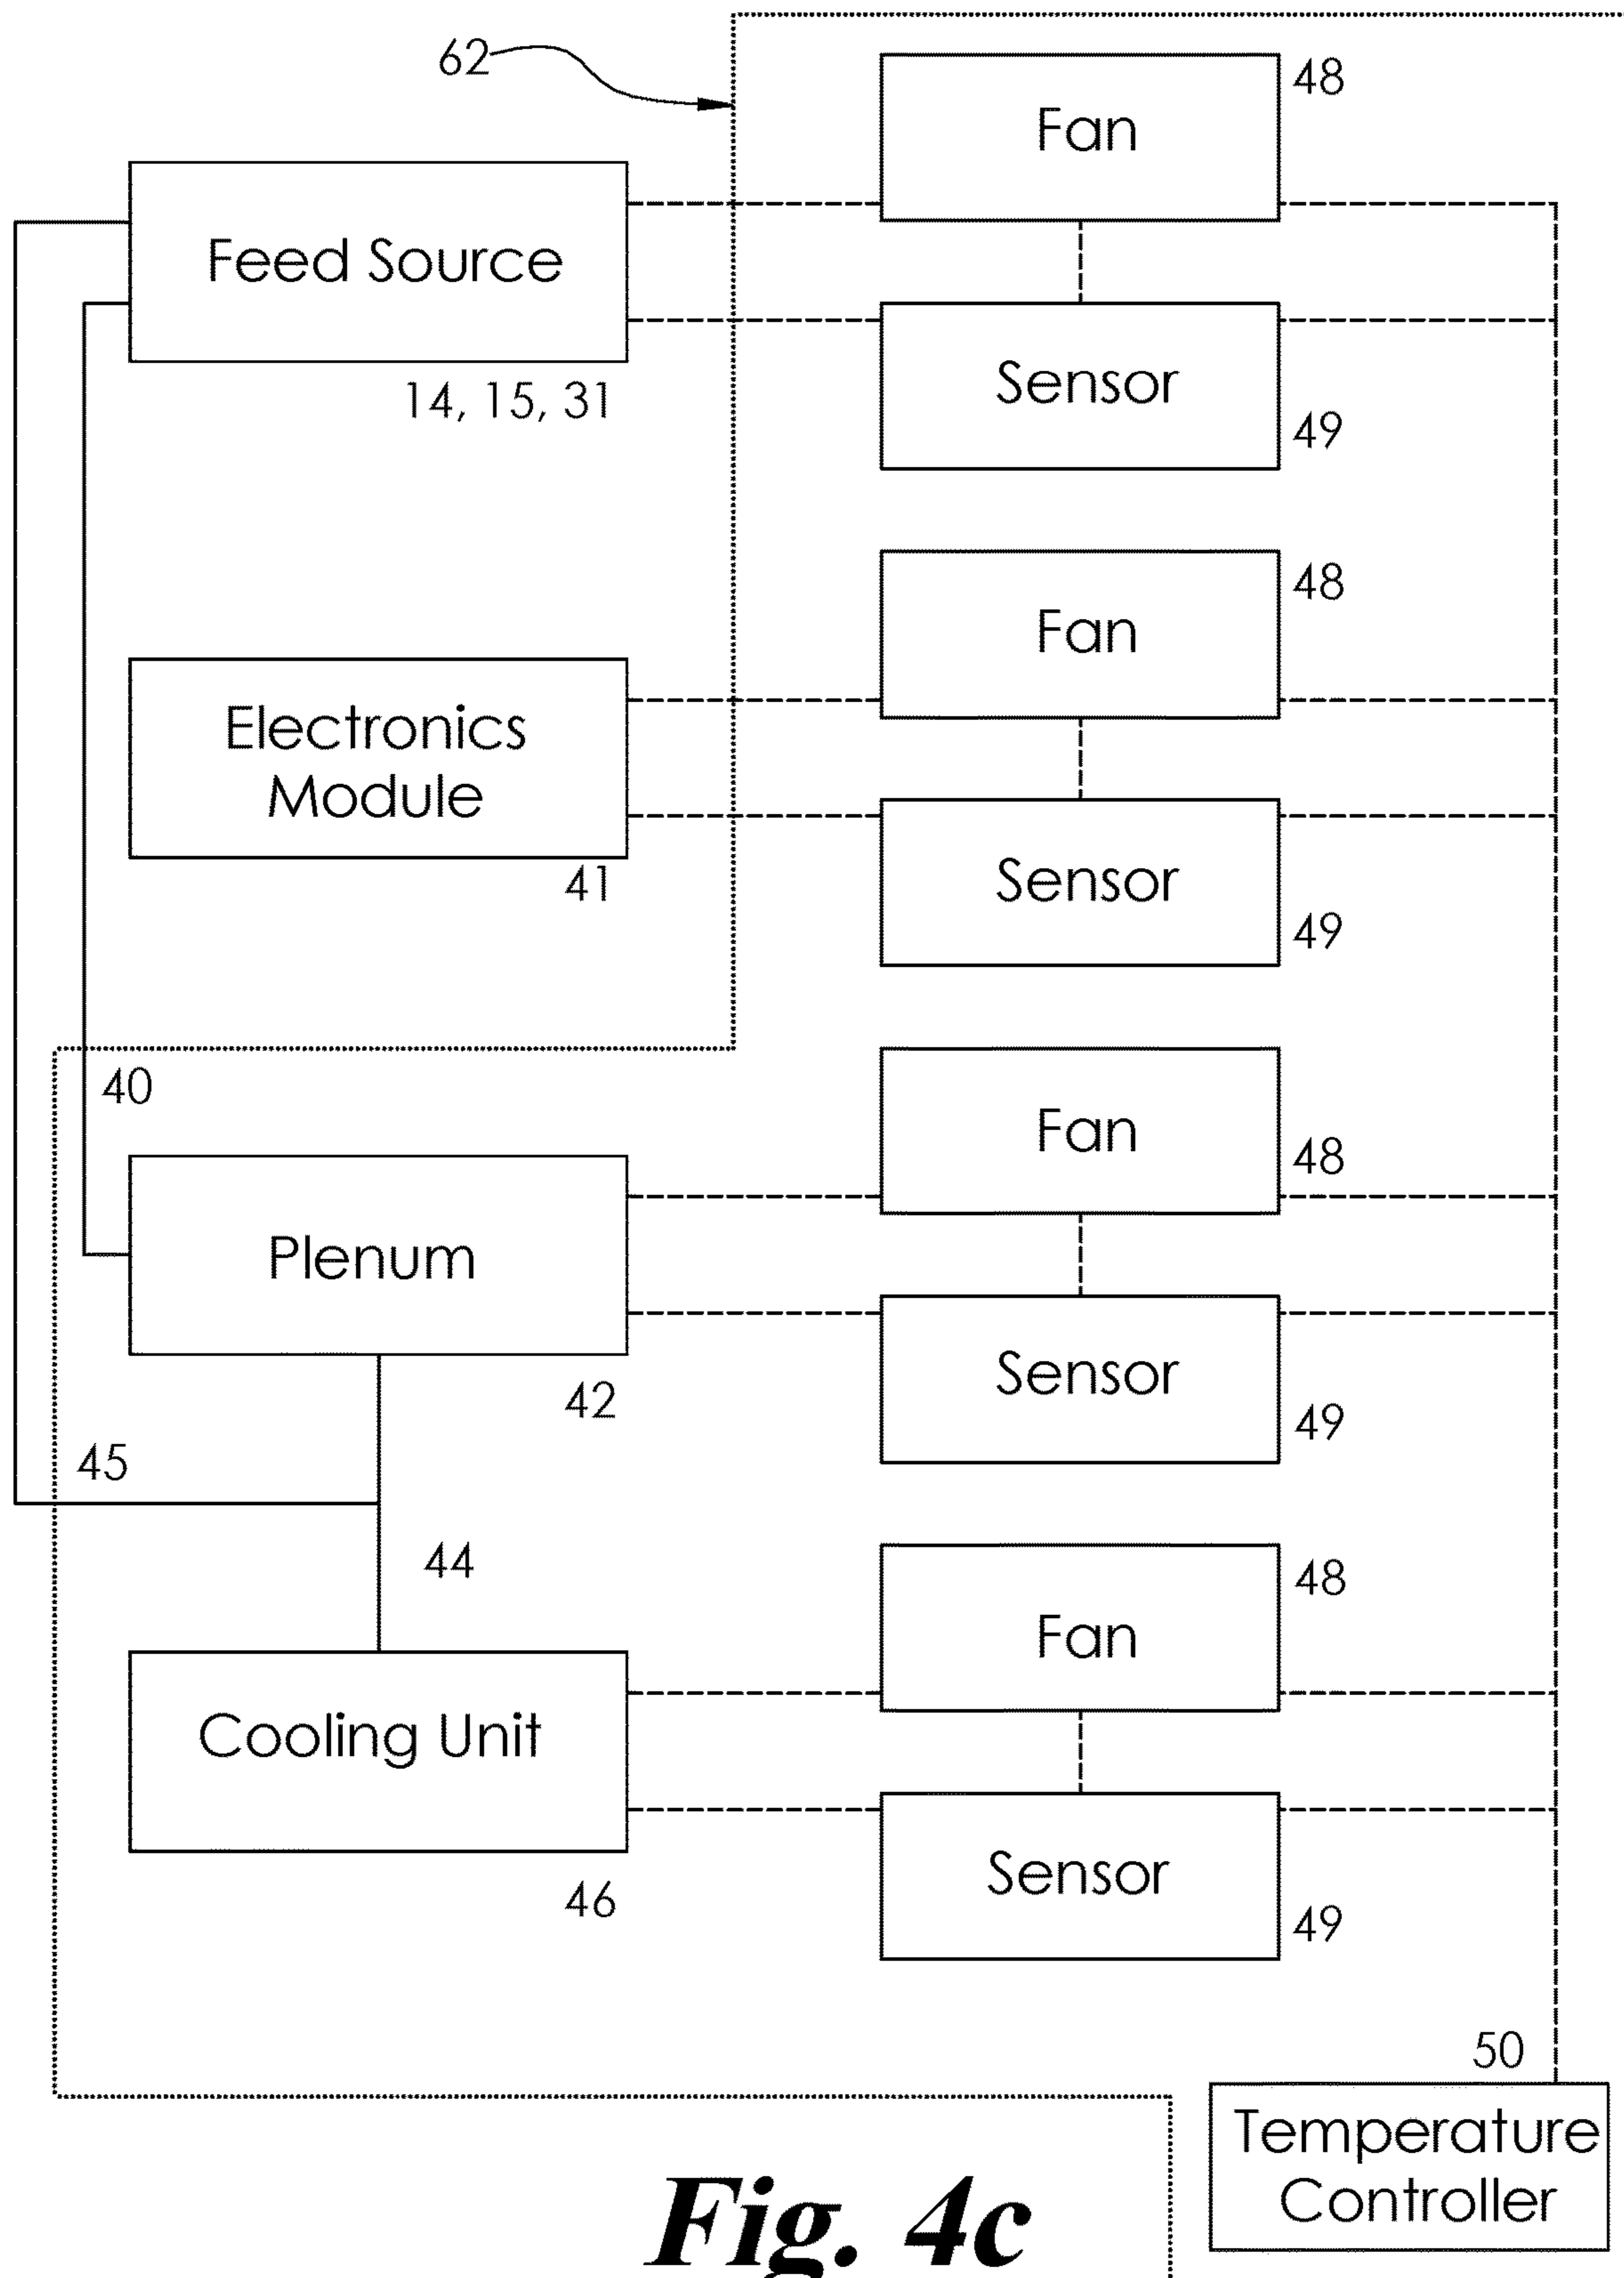 62
Fan
48
Feed Source
14, 15, 31
Sensor
49
Fan
48
Electronics
Module
41
Sensor
49
40
Fan
48
Plenum
42
Sensor
49
45
44
Fan
48
Cooling Unit
46
Sensor
49
50
Temperature
Controller
Fig. 4c